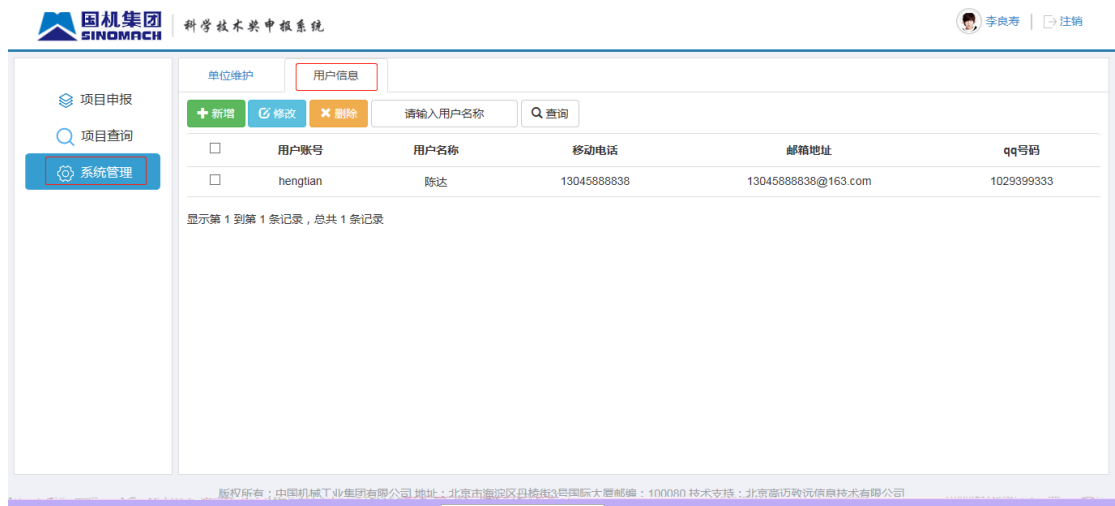 国机集团
SINOMACH
科学技术奖申报系统
李良寿
注销
单位维护
用户信息
项目申报
项目查询
系统管理
新增
修改
删除
请输入用户名称
查询
用户账号 用户名称 移动电话 邮箱地址 qq号码
hengtian 陈达 13045888838 13045888838@163.com 1029399333
显示第 1 到第 1 条记录，总共 1 条记录
版权所有：中国机械工业集团有限公司 地址：北京市海淀区丹棱街3号国际大厦邮编：100080 技术支持：北京高迈致远信息技术有限公司